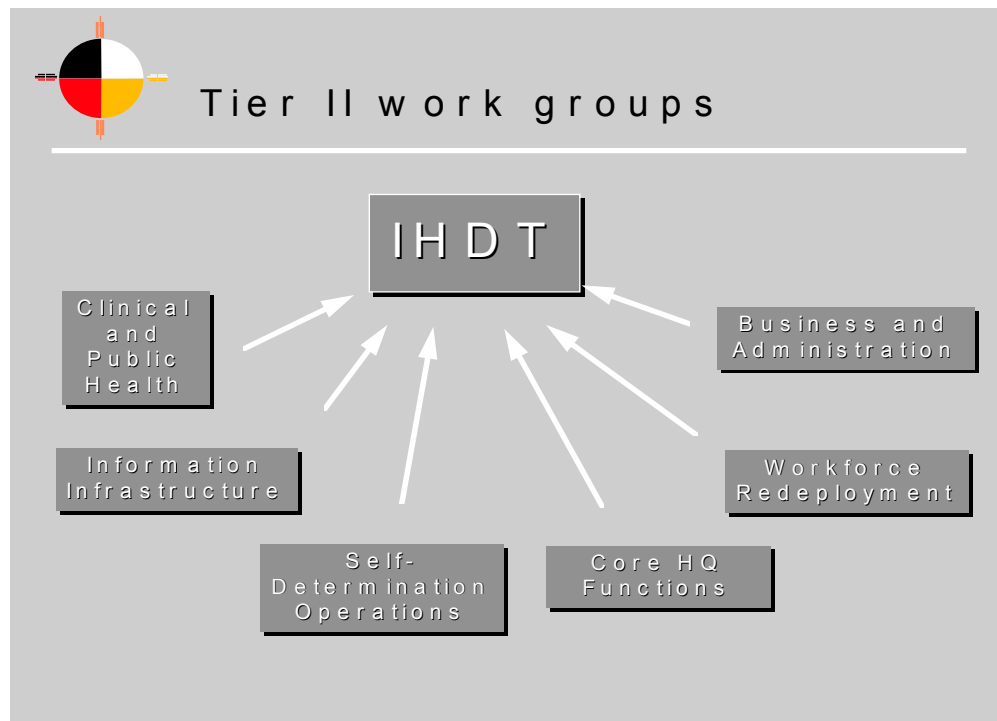 Tier II work groups
IHDT
Clinical
and
Public
Health
Business and
Administration
Information
Infrastructure
Workforce
Redeployment
Self-
Determination
Operations
Core HQ
Functions